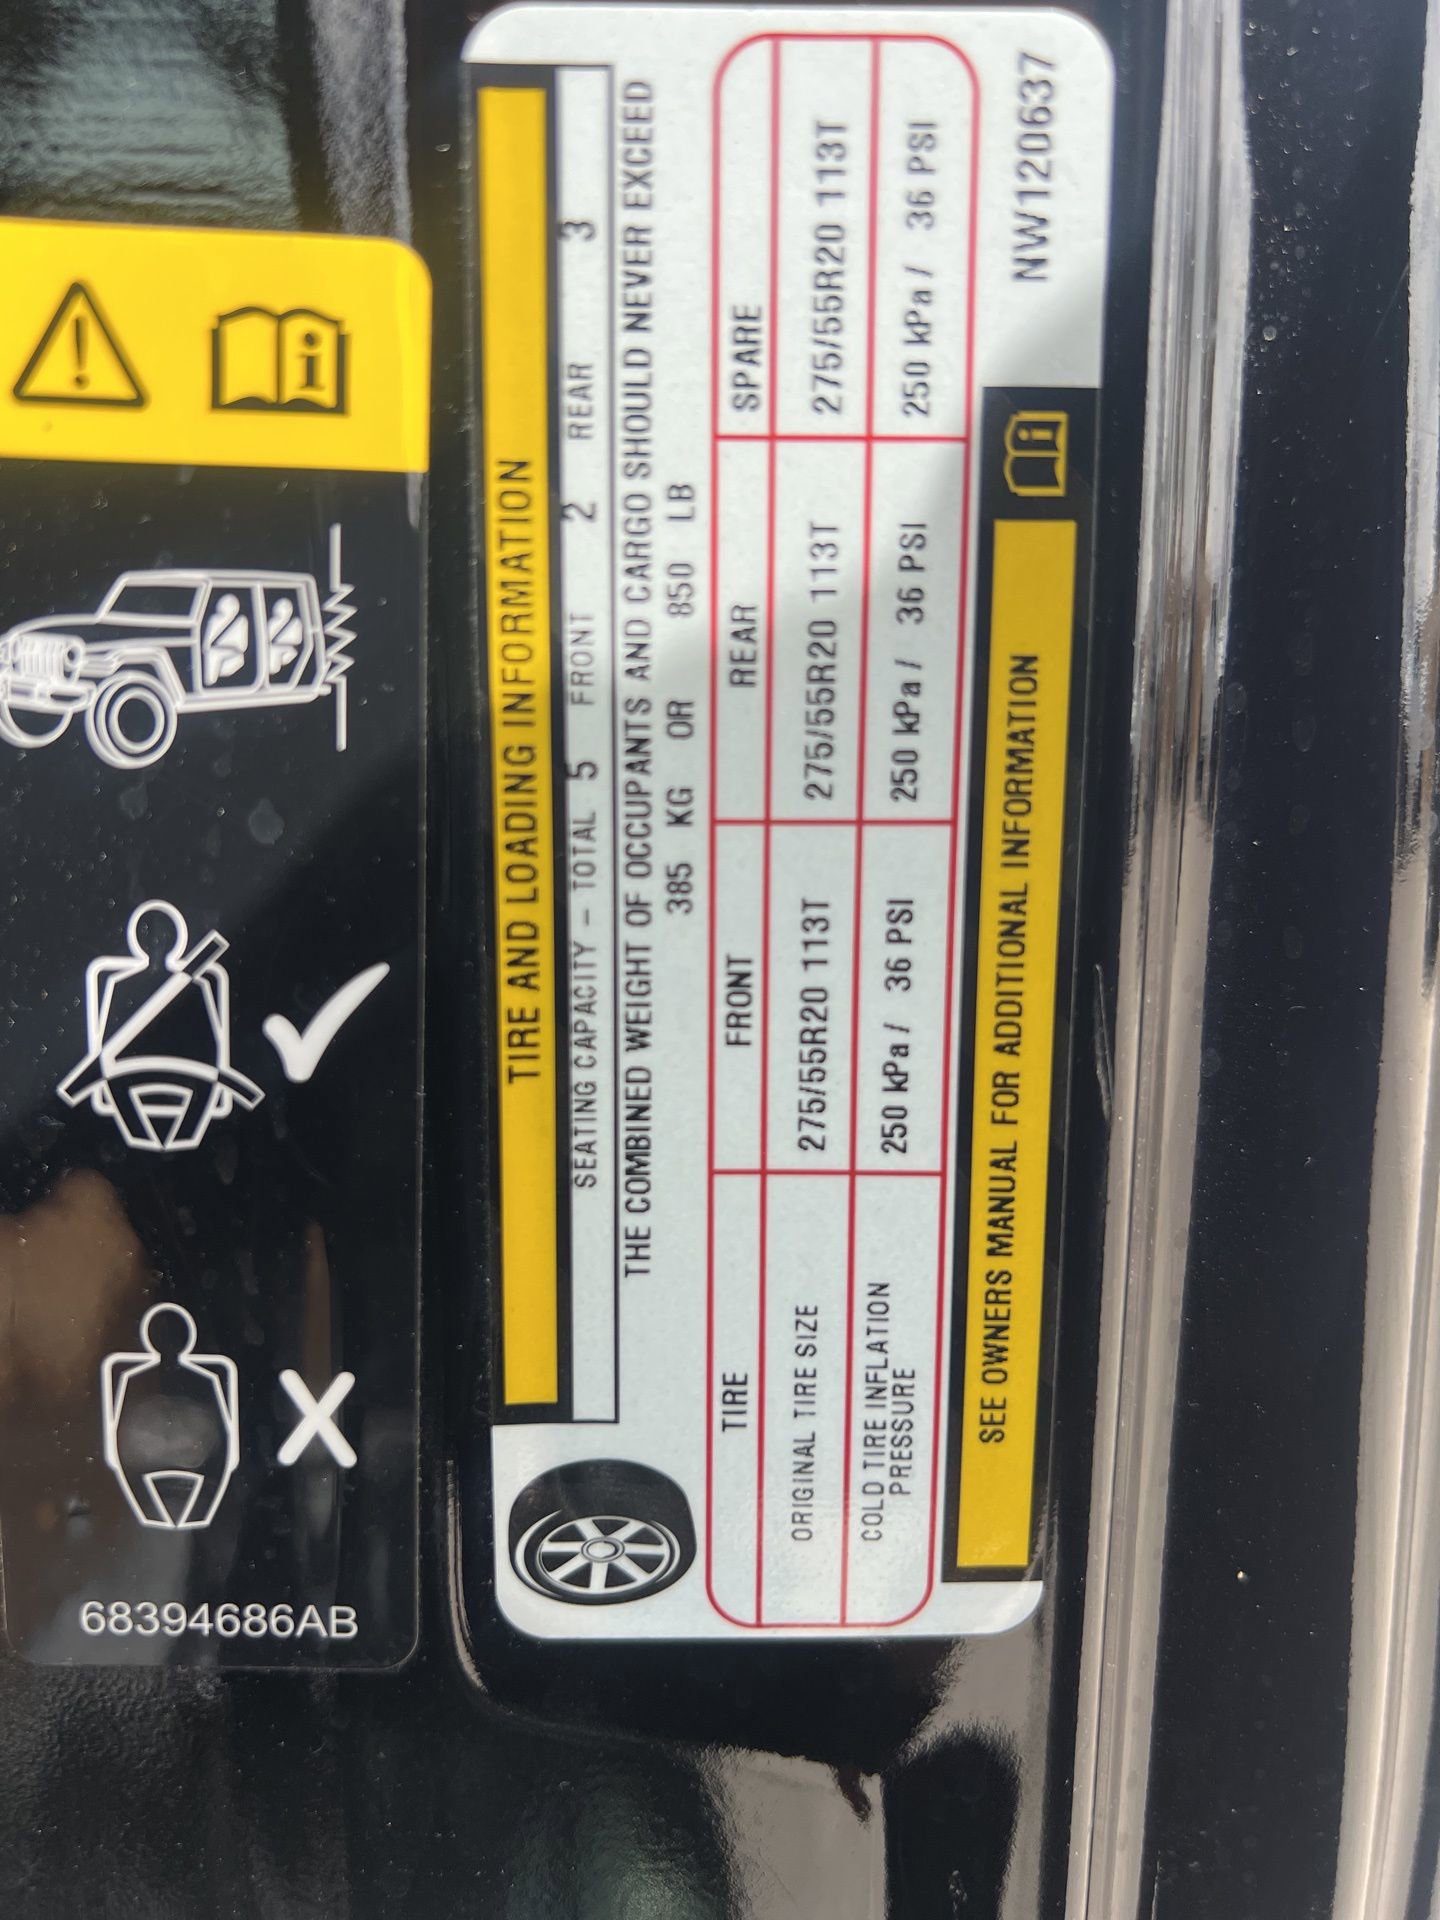 TIRE AND LOADING INFORMATION
SEATING CAPACITY – TOTAL 5 FRONT 2 REAR 3
THE COMBINED WEIGHT OF OCCUPANTS AND CARGO SHOULD NEVER EXCEED
385 KG OR 850 LB
TIRE FRONT REAR SPARE
ORIGINAL TIRE SIZE 275/55R20 113T 275/55R20 113T 275/55R20 113T
COLD TIRE INFLATION PRESSURE 250 kPa / 36 PSI 250 kPa / 36 PSI 250 kPa / 36 PSI
SEE OWNERS MANUAL FOR ADDITIONAL INFORMATION
NW120637
68394686AB